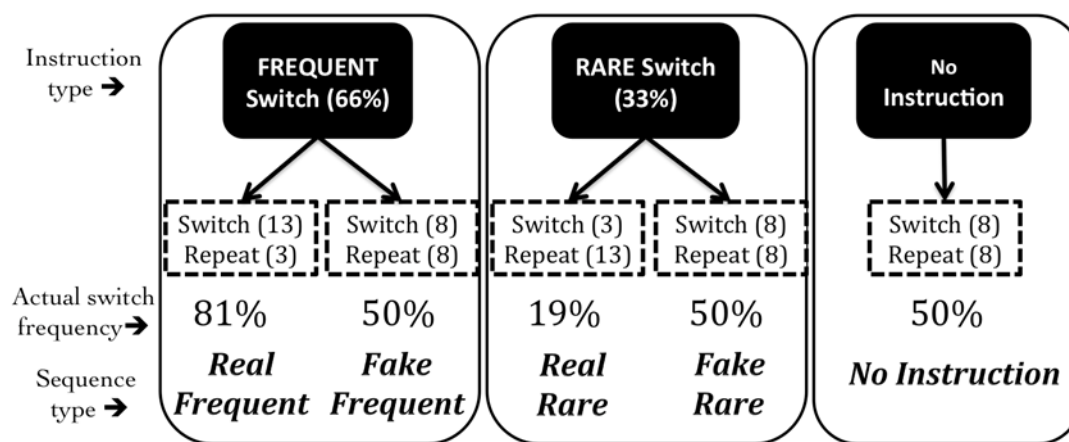 Instruction
type →
FREQUENT
Switch (66%)
RARE Switch
(33%)
No
Instruction
Switch (13)
Repeat (3)
Switch (8)
Repeat (8)
Switch (3)
Repeat (13)
Switch (8)
Repeat (8)
Switch (8)
Repeat (8)
Actual switch
frequency→
81%
50%
19%
50%
50%
Sequence
type →
Real
Frequent
Fake
Frequent
Real
Rare
Fake
Rare
No Instruction